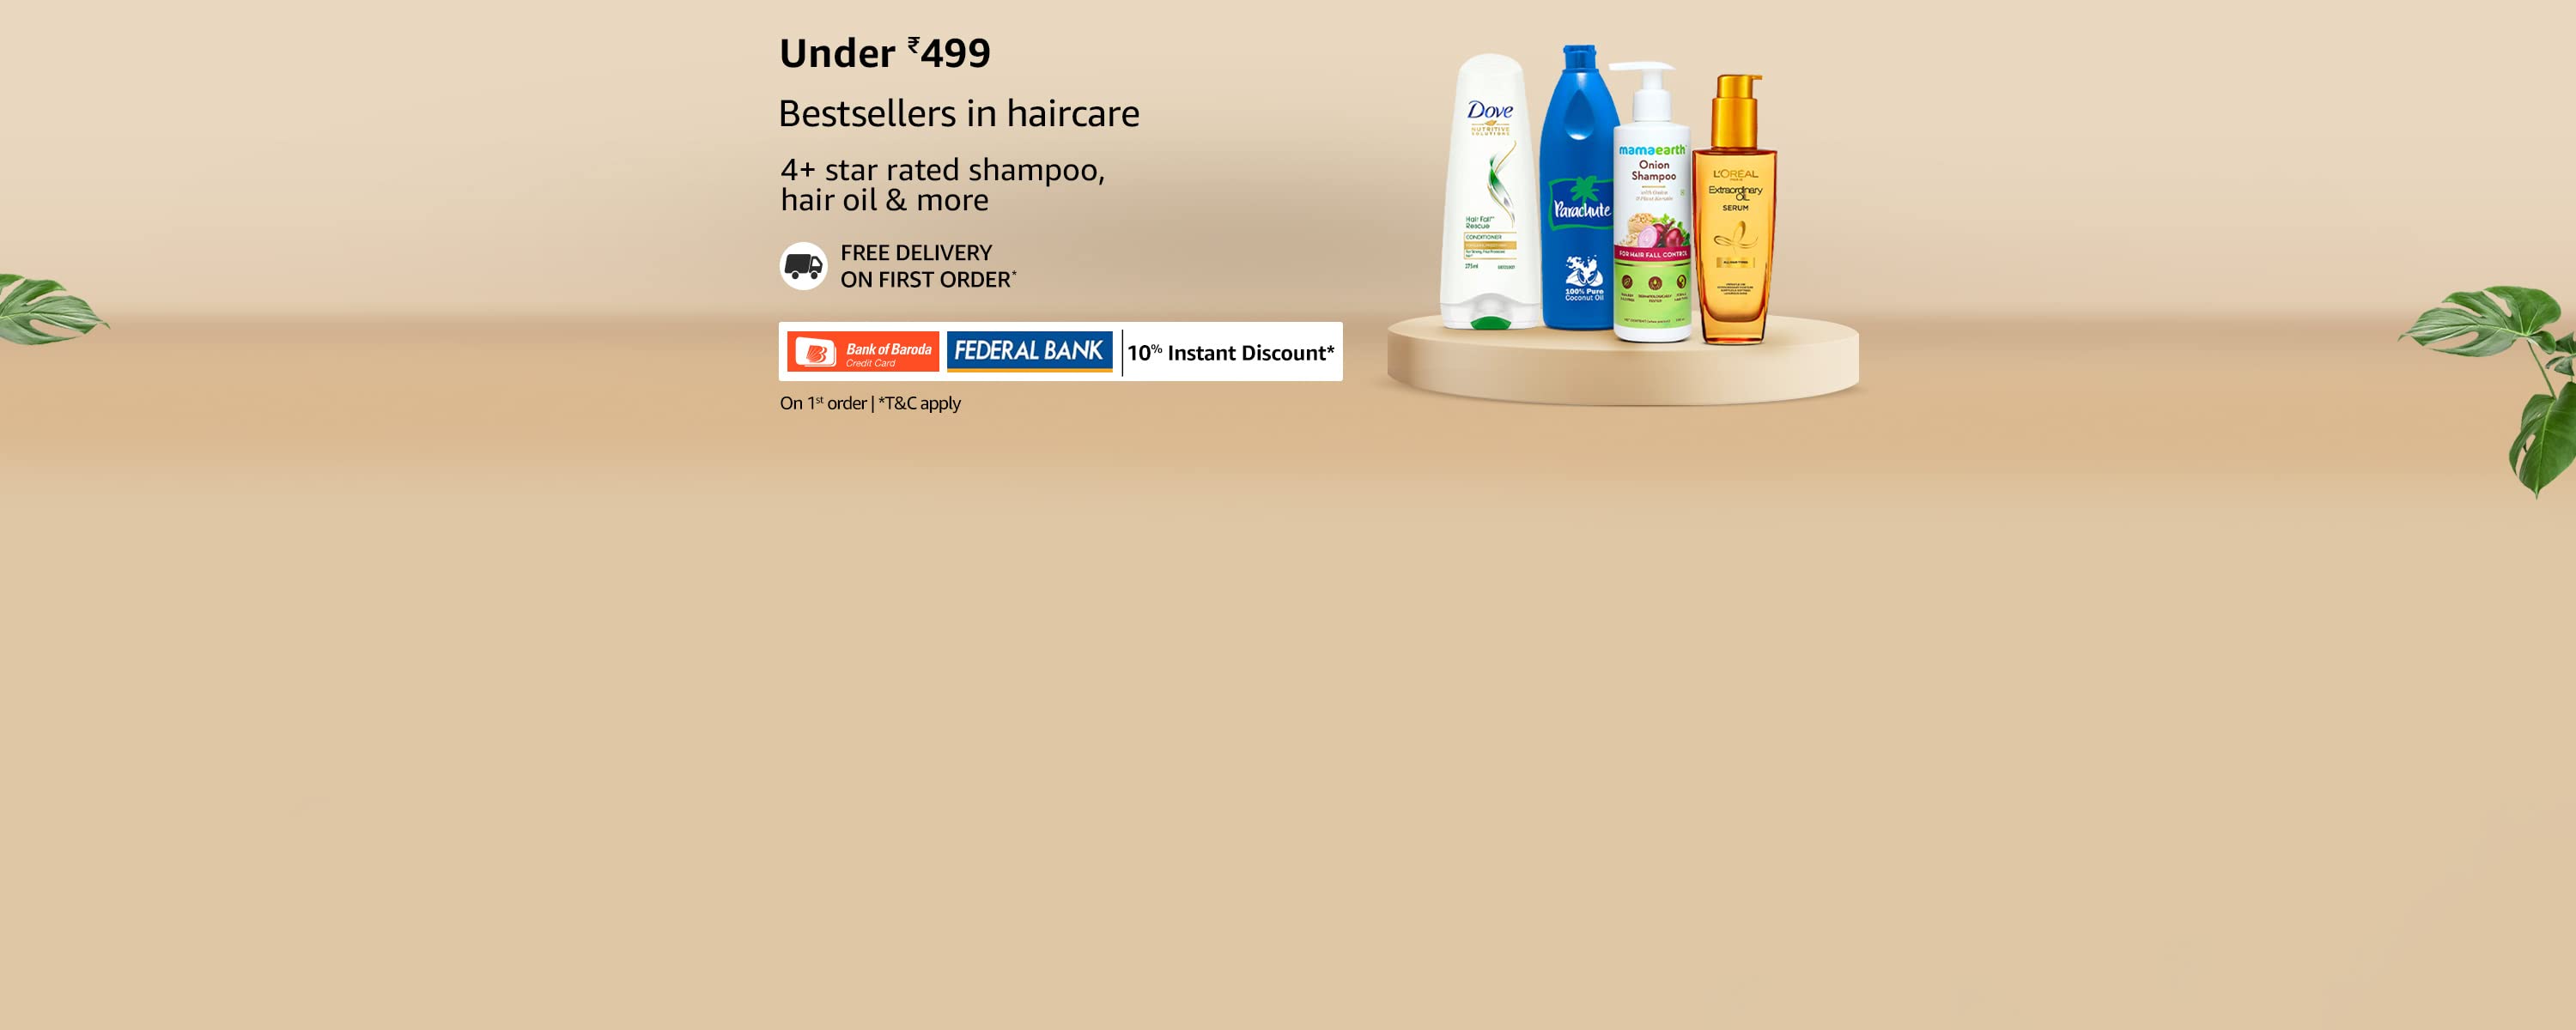 Under ₹499
Bestsellers in haircare
4+ star rated shampoo,
hair oil & more
FREE DELIVERY
ON FIRST ORDER*
Bank of Baroda
Credit Card
FEDERAL BANK
10% Instant Discount*
On 1st order | *T&C apply
Dove
NUTRITIVE
SOLUTIONS
Hair Fall
Rescue
CONDITIONER
Parachute
100% Pure
Coconut Oil
mamaearth
Onion
Shampoo
FOR HAIR FALL CONTROL
L'ORÉAL
PARIS
Extraordinary
OIL
SERUM